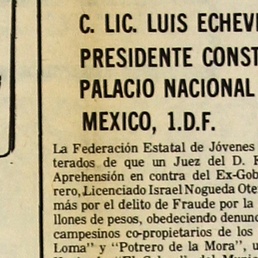 C. LIC. LUIS ECHEV
PRESIDENTE CONST
PALACIO NACIONAL
MEXICO, 1.D.F.
La Federación Estatal de Jóvenes
terados de que un Juez del D. F
Aprehensión en contra del Ex-Gob
rero, Licenciado Israel Nogueda Ote
más por el delito de Fraude por la
llones de pesos, obedeciendo denunc
campesinos co-propietarios de los
Loma" y "Potrero de la Mora", u